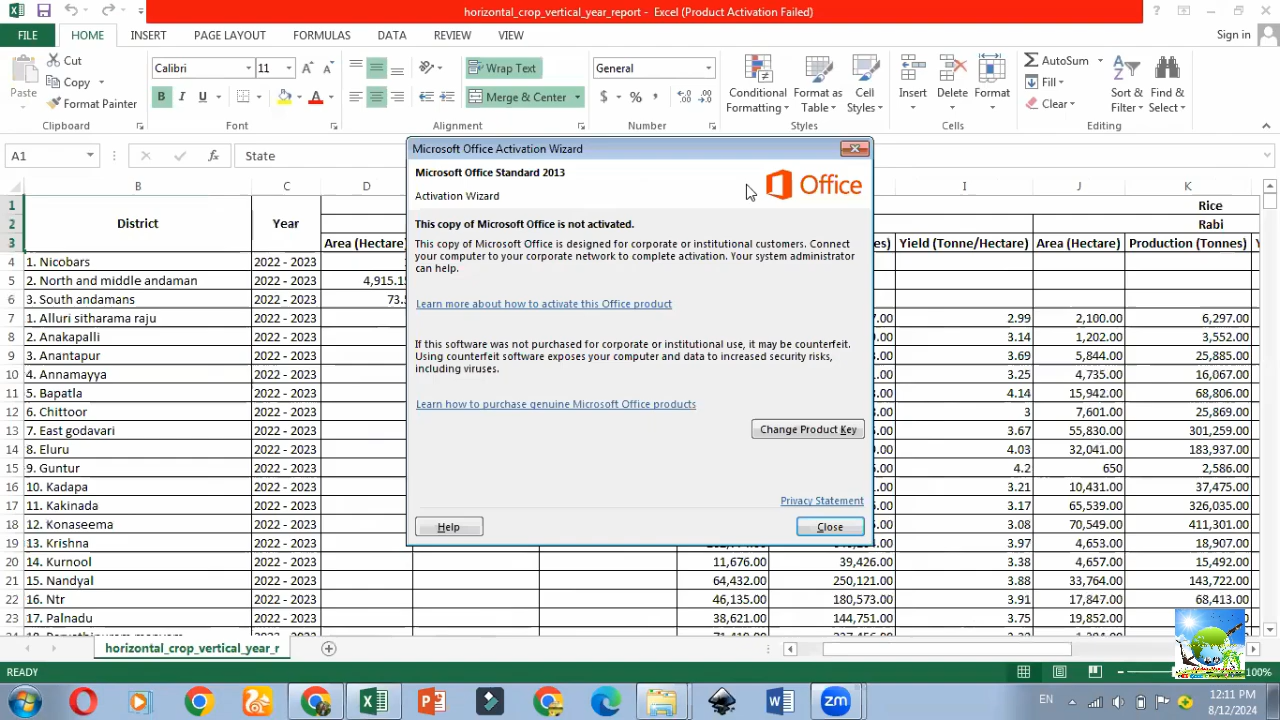 horizontal_crop_vertical_year_report - Excel (Product Activation Failed)
FILE HOME INSERT PAGE LAYOUT FORMULAS DATA REVIEW VIEW Sign in
Paste Cut Copy Format Painter Clipboard
Calibri 11 B I U Font
Wrap Text Merge & Center Alignment
General $ % , Number
Conditional Formatting Format as Table Cell Styles Styles
Insert Delete Format Cells
AutoSum Fill Clear Sort & Filter Find & Select Editing
A1 fx State
B C D I J K
1 District Year Rice
2 Rabi
3 Area (Hectare) Yield (Tonne/Hectare) Area (Hectare) Production (Tonnes)
4 1. Nicobars 2022 - 2023
5 2. North and middle andaman 2022 - 2023
6 3. South andamans 2022 - 2023
7 1. Alluri sitharama raju 2022 - 2023 2.99 2,100.00 6,297.00
8 2. Anakapalli 2022 - 2023 3.14 1,202.00 3,552.00
9 3. Anantapur 2022 - 2023 3.69 5,844.00 25,885.00
10 4. Annamayya 2022 - 2023 3.25 4,735.00 16,067.00
11 5. Bapatla 2022 - 2023 4.14 15,942.00 68,806.00
12 6. Chittoor 2022 - 2023 3 7,601.00 25,869.00
13 7. East godavari 2022 - 2023 3.67 55,830.00 301,259.00
14 8. Eluru 2022 - 2023 4.03 32,041.00 183,937.00
15 9. Guntur 2022 - 2023 4.2 650 2,586.00
16 10. Kadapa 2022 - 2023 3.21 10,431.00 37,475.00
17 11. Kakinada 2022 - 2023 3.17 65,539.00 326,035.00
18 12. Konaseema 2022 - 2023 3.08 70,549.00 411,301.00
19 13. Krishna 2022 - 2023 3.97 4,653.00 18,907.00
20 14. Kurnool 2022 - 2023 11,676.00 39,426.00 3.38 4,657.00 15,492.00
21 15. Nandyal 2022 - 2023 64,432.00 250,121.00 3.88 33,764.00 143,722.00
22 16. Ntr 2022 - 2023 46,135.00 180,573.00 3.91 17,847.00 68,413.00
23 17. Palnadu 2022 - 2023 38,621.00 144,751.00 3.75 19,852.00
Microsoft Office Activation Wizard
Microsoft Office Standard 2013
Office
Activation Wizard
This copy of Microsoft Office is not activated.
This copy of Microsoft Office is designed for corporate or institutional customers. Connect
your computer to your corporate network to complete activation. Your system administrator
can help.
Learn more about how to activate this Office product
If this software was not purchased for corporate or institutional use, it may be counterfeit.
Using counterfeit software exposes your computer and data to increased security risks,
including viruses.
Learn how to purchase genuine Microsoft Office products
Change Product Key
Privacy Statement
Help Close
horizontal_crop_vertical_year_r
READY 100%
EN 12:11 PM
8/12/2024